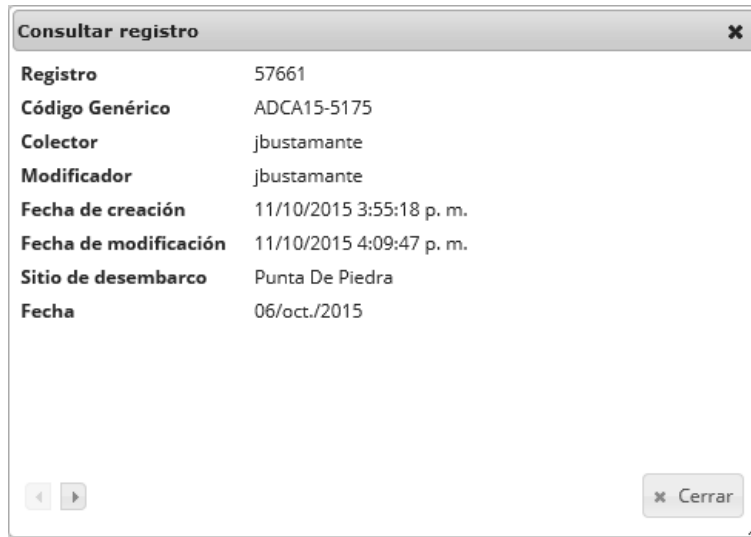 Consultar registro
Registro 57661
Código Genérico ADCA15-5175
Colector jbustamante
Modificador jbustamante
Fecha de creación 11/10/2015 3:55:18 p. m.
Fecha de modificación 11/10/2015 4:09:47 p. m.
Sitio de desembarco Punta De Piedra
Fecha 06/oct./2015
Cerrar